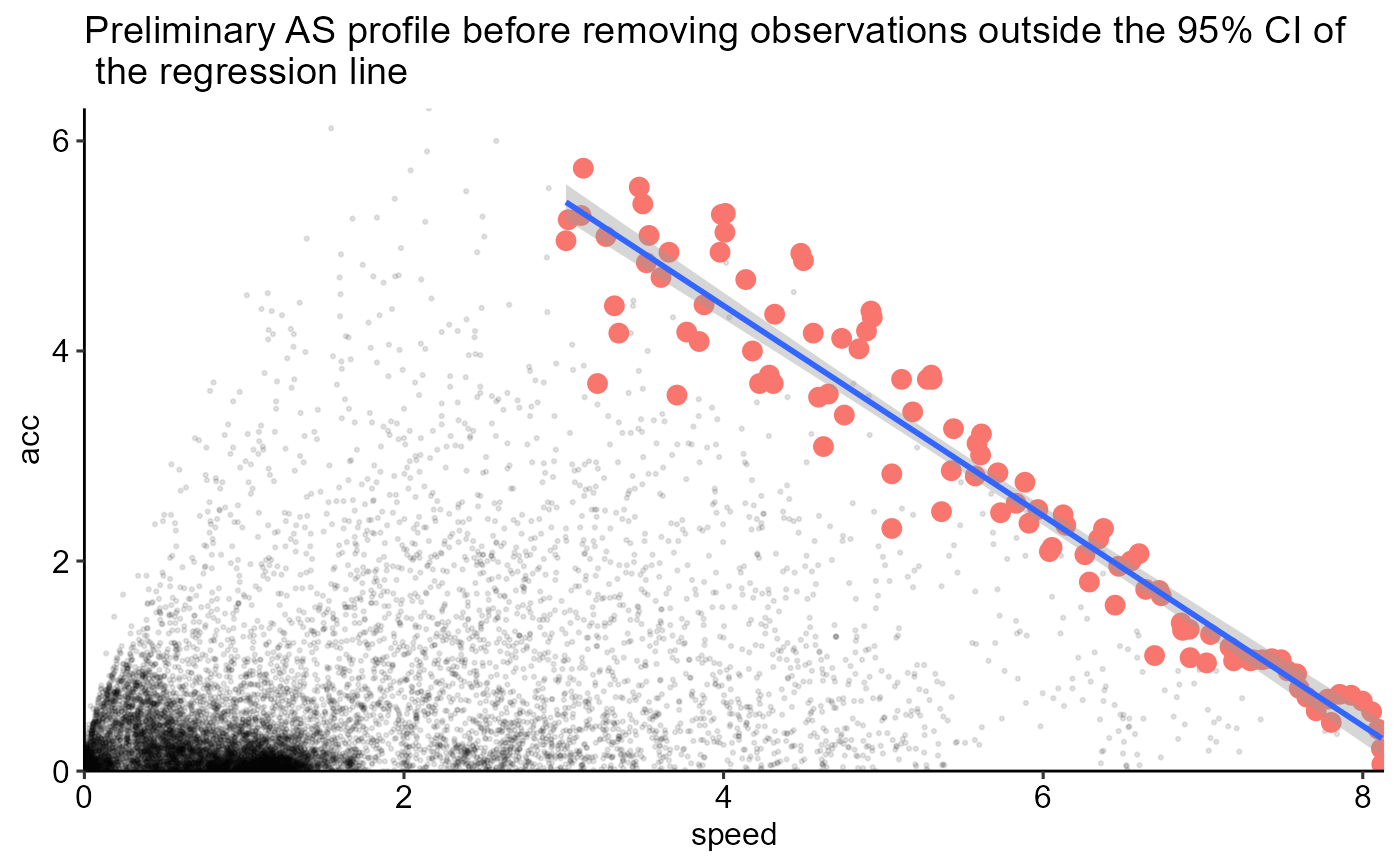 Preliminary AS profile before removing observations outside the 95% CI of
the regression line
6
4
2
0
acc
0 2 4 6 8
speed